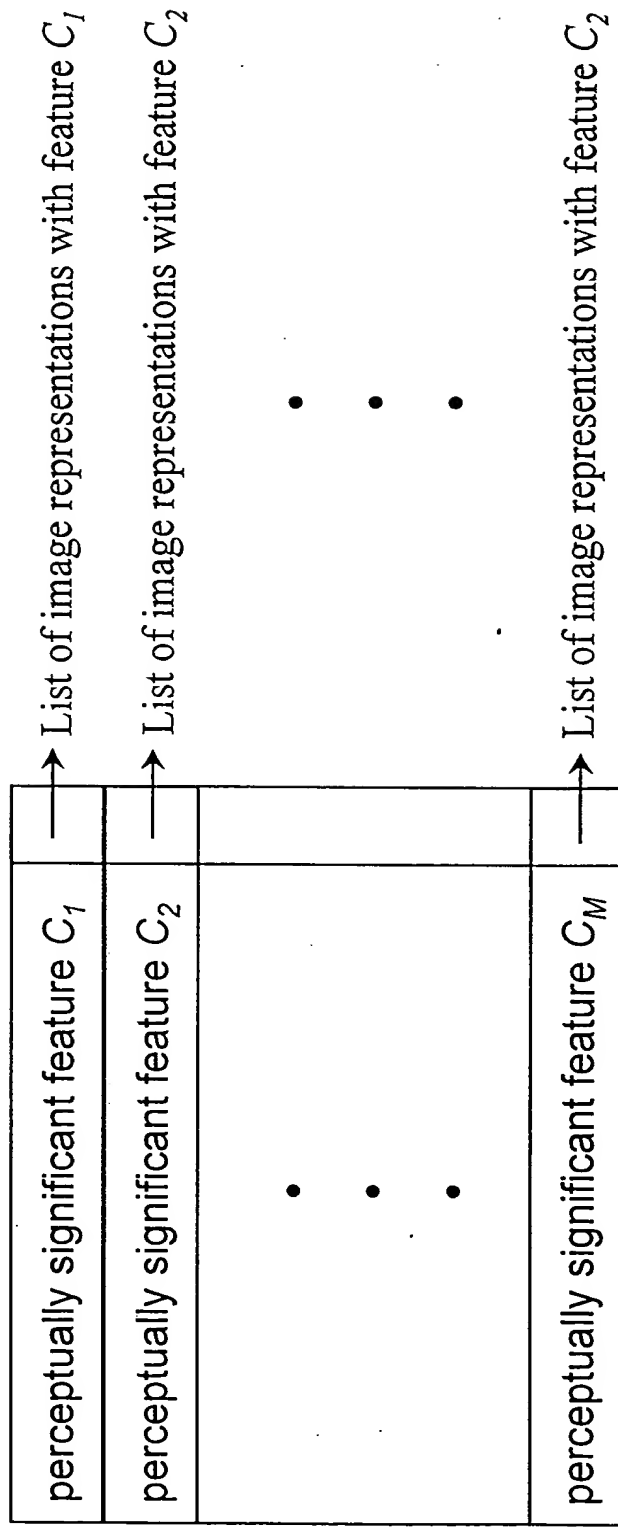 perceptually significant feature C₁ → List of image representations with feature C₁
perceptually significant feature C₂ → List of image representations with feature C₂
perceptually significant feature C_M → List of image representations with feature C₂